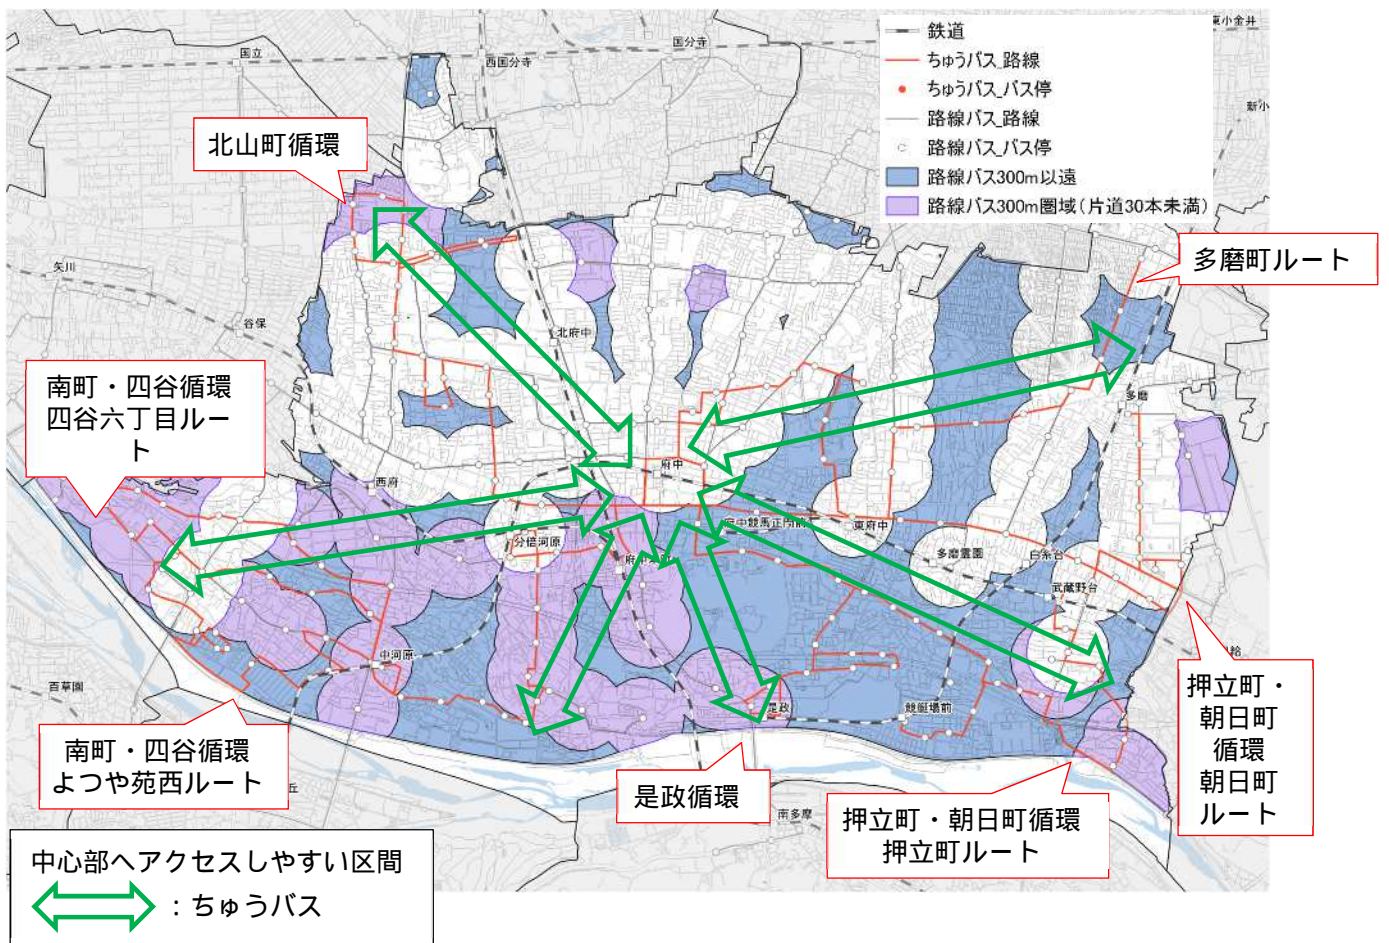 鉄道
ちゅうバス_路線
ちゅうバス_バス停
路線バス_路線
路線バス_バス停
路線バス300m以遠
路線バス300m圏域(片道30本未満)
東小金井
国分寺
国立
西国分寺
新小
北山町循環
多磨町ルート
矢川
谷保
北府中
南町・四谷循環
四谷六丁目ルー
ト
多磨
府中
西府
府中競馬正門前
東府中
分倍河原
多磨霊園
白糸台
武蔵野台
中河原
百草園
是政
競艇場前
押立町・
朝日町
循環
朝日町
ルート
南町・四谷循環
よつや苑西ルート
丘
是政循環
南多摩
押立町・朝日町循環
押立町ルート
中心部へアクセスしやすい区間
:ちゅうバス